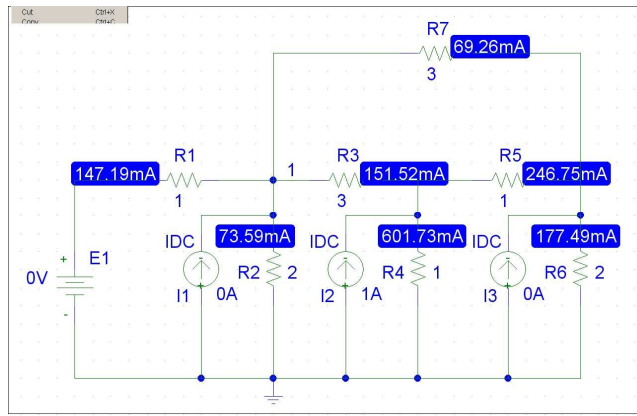 Cut Ctrl+X
Copy Ctrl+C
R7
69.26mA
3
R1 1 R3 R5
147.19mA 151.52mA 246.75mA
1 3 1
IDC 73.59mA IDC 601.73mA IDC 177.49mA
E1
0V
R2 2 R4 1 R6 2
I1 0A I2 1A I3 0A